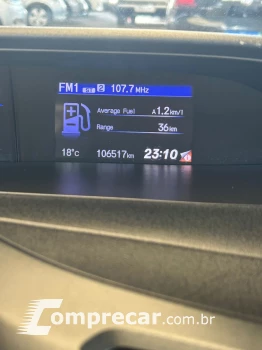 FM1 2 107.7 MHz
Average Fuel A 1.2 km/l
Range 36 km
18°c 106517 km 23:10
Comprecar.com.br